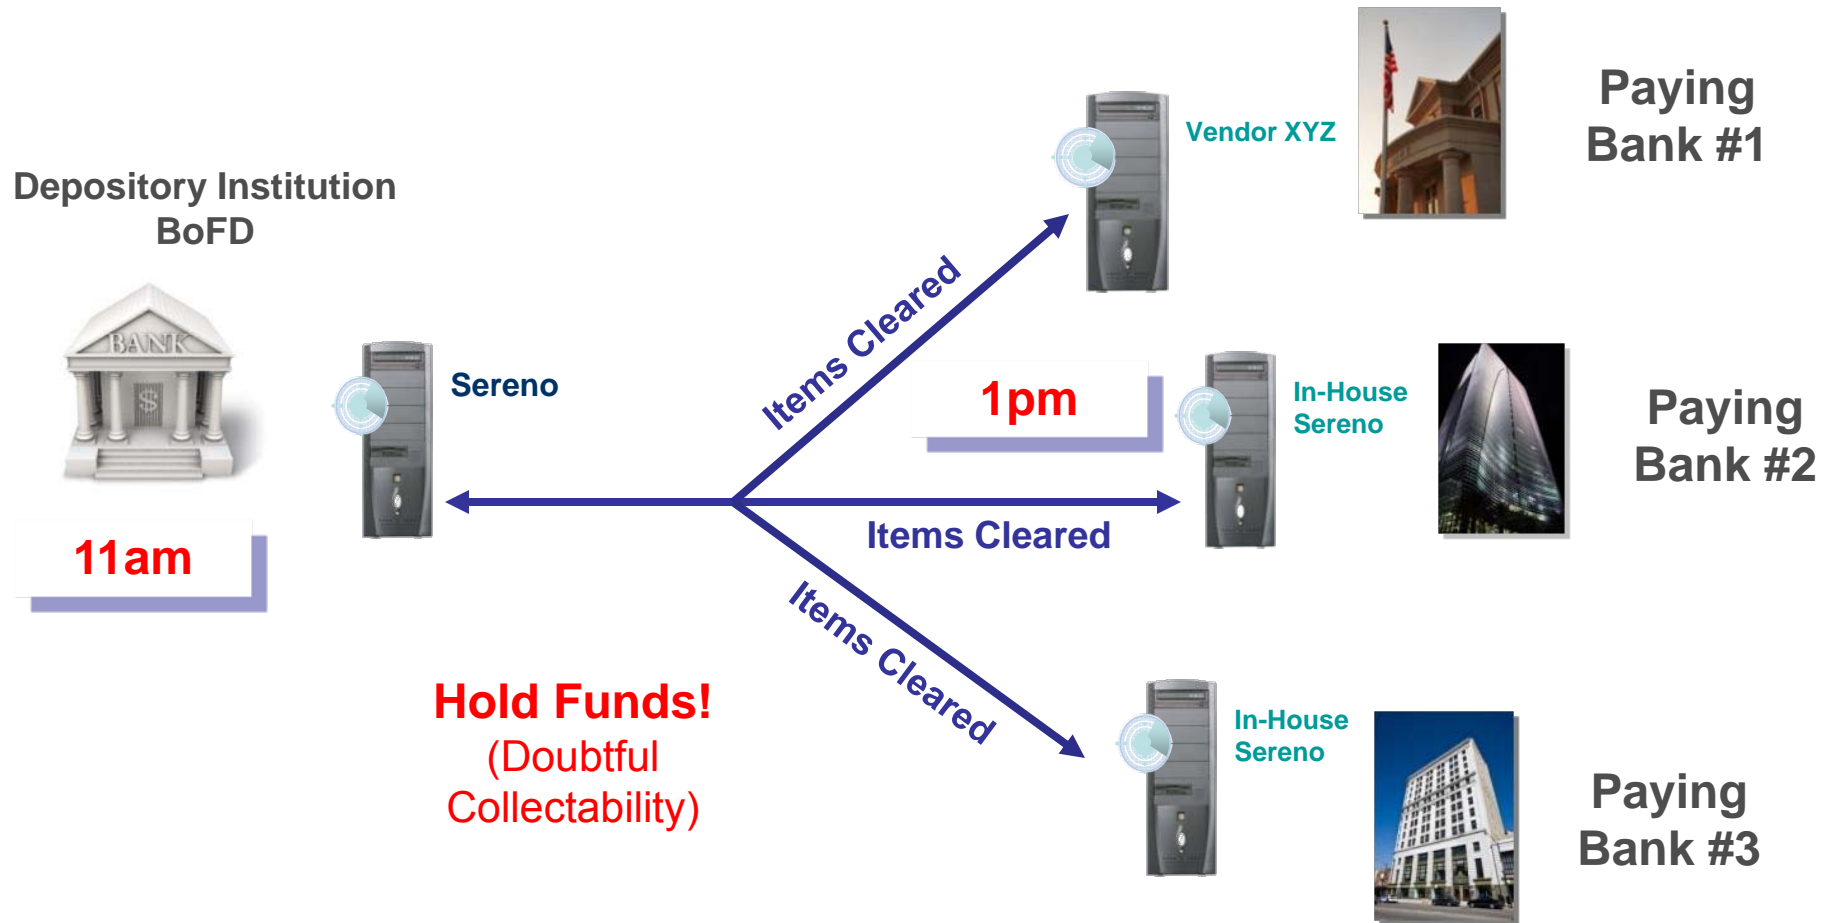 Depository Institution
BoFD
BANK
$
11am
Sereno
Hold Funds!
(Doubtful
Collectability)
Items Cleared
Items Cleared
Items Cleared
1pm
Vendor XYZ
Paying
Bank #1
In-House
Sereno
Paying
Bank #2
In-House
Sereno
Paying
Bank #3